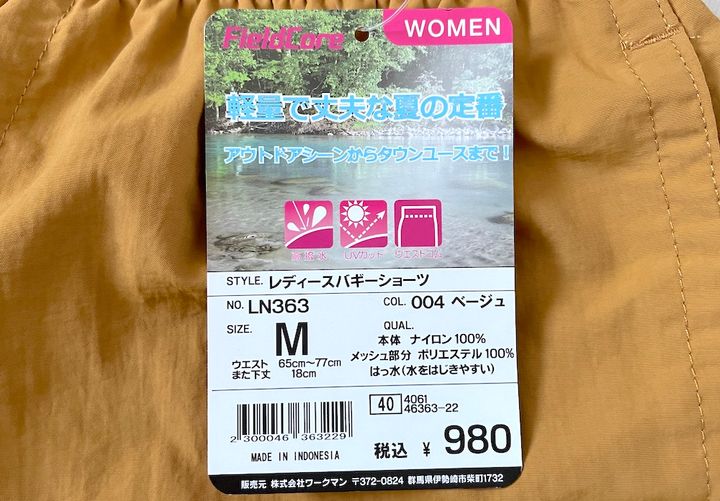 FieldCore
WOMEN
軽量で丈夫な夏の定番
アウトドアシーンからタウンユースまで!
高撥水 UVカット ウエストゴム
STYLE. レディースバギーショーツ
NO. LN363 COL. 004 ベージュ
SIZE. M QUAL.
本体 ナイロン100%
ウエスト 65cm〜77cm メッシュ部分 ポリエステル100%
また下丈 18cm はっ水(水をはじきやすい)
40 4061
46363-22
2 300046 363229
MADE IN INDONESIA 税込 ¥ 980
販売元 株式会社ワークマン 〒372-0824 群馬県伊勢崎市柴町1732